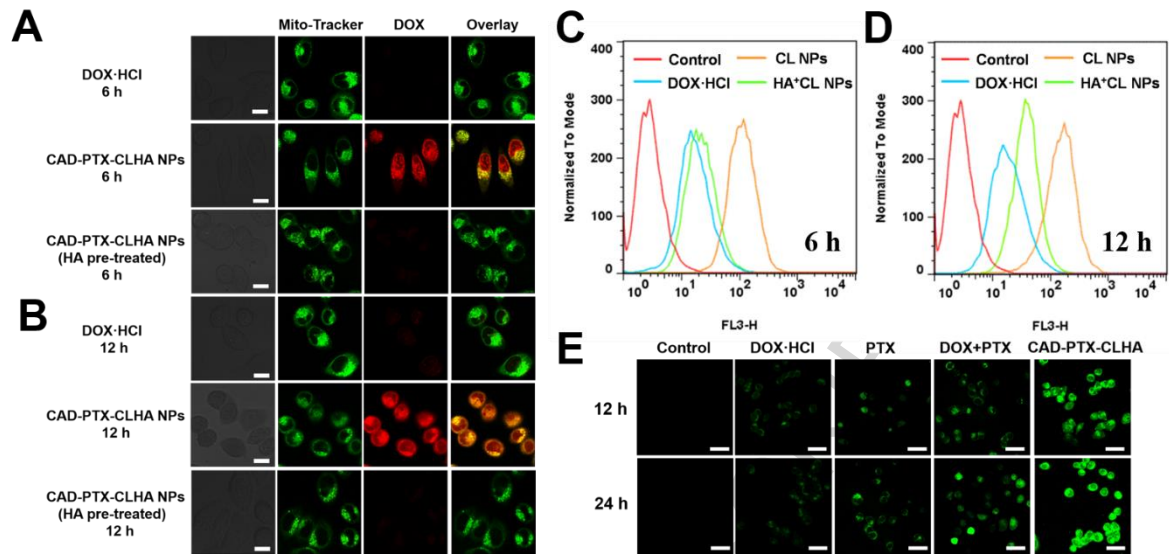 A
Mito-Tracker DOX Overlay
DOX·HCl
6 h
CAD-PTX-CLHA NPs
6 h
CAD-PTX-CLHA NPs
(HA pre-treated)
6 h
B
DOX·HCl
12 h
CAD-PTX-CLHA NPs
12 h
CAD-PTX-CLHA NPs
(HA pre-treated)
12 h
C
400
300
200
100
0
Normalized To Mode
Control CL NPs
DOX·HCl HA⁺CL NPs
6 h
10⁰ 10¹ 10² 10³ 10⁴
FL3-H
D
400
300
200
100
0
Normalized To Mode
Control CL NPs
DOX·HCl HA⁺CL NPs
12 h
10⁰ 10¹ 10² 10³ 10⁴
FL3-H
E
Control DOX·HCl PTX DOX+PTX CAD-PTX-CLHA
12 h
24 h